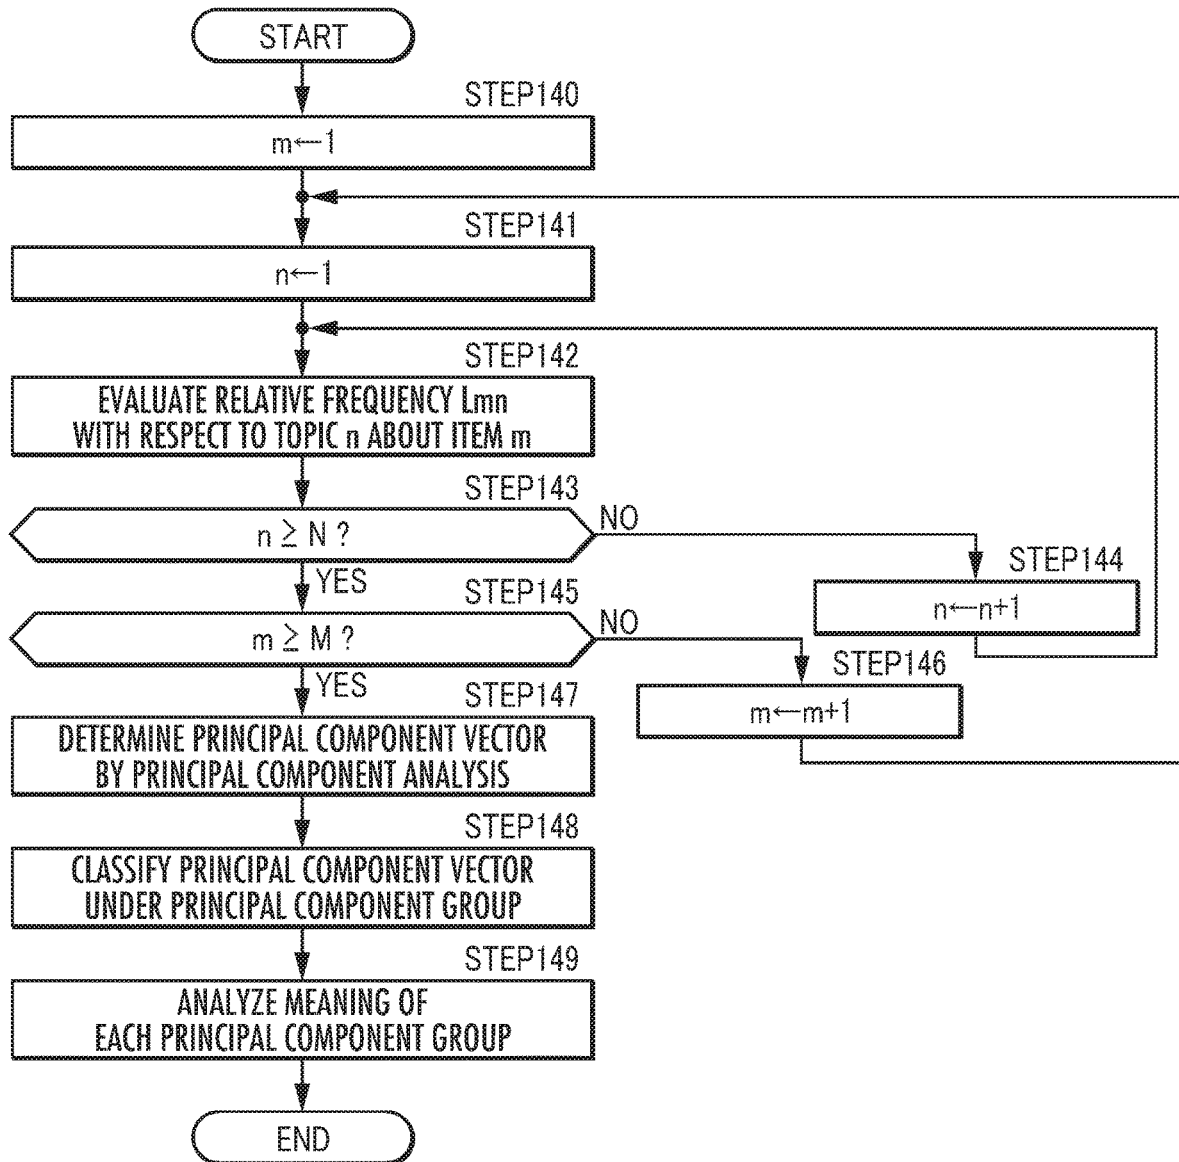 START
STEP140
m←1
STEP141
n←1
STEP142
EVALUATE RELATIVE FREQUENCY Lmn
WITH RESPECT TO TOPIC n ABOUT ITEM m
STEP143
n ≥ N ?
NO
YES
STEP144
n←n+1
STEP145
m ≥ M ?
NO
YES
STEP146
m←m+1
STEP147
DETERMINE PRINCIPAL COMPONENT VECTOR
BY PRINCIPAL COMPONENT ANALYSIS
STEP148
CLASSIFY PRINCIPAL COMPONENT VECTOR
UNDER PRINCIPAL COMPONENT GROUP
STEP149
ANALYZE MEANING OF
EACH PRINCIPAL COMPONENT GROUP
END